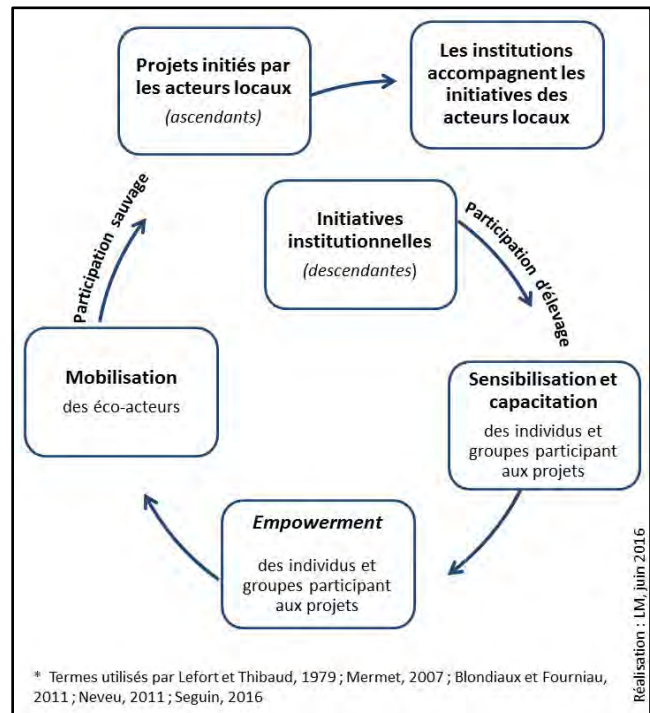 Projets initiés par
les acteurs locaux
(ascendants)
Les institutions
accompagnent les
initiatives des
acteurs locaux
Initiatives
institutionnelles
(descendantes)
Participation d'élevage
Sensibilisation et
capacitation
des individus et
groupes participant
aux projets
Empowerment
des individus et
groupes participant
aux projets
Mobilisation
des éco-acteurs
Participation sauvage
* Termes utilisés par Lefort et Thibaud, 1979 ; Mermet, 2007 ; Blondiaux et Fourniau,
2011 ; Neveu, 2011 ; Seguin, 2016
Réalisation : LM, juin 2016